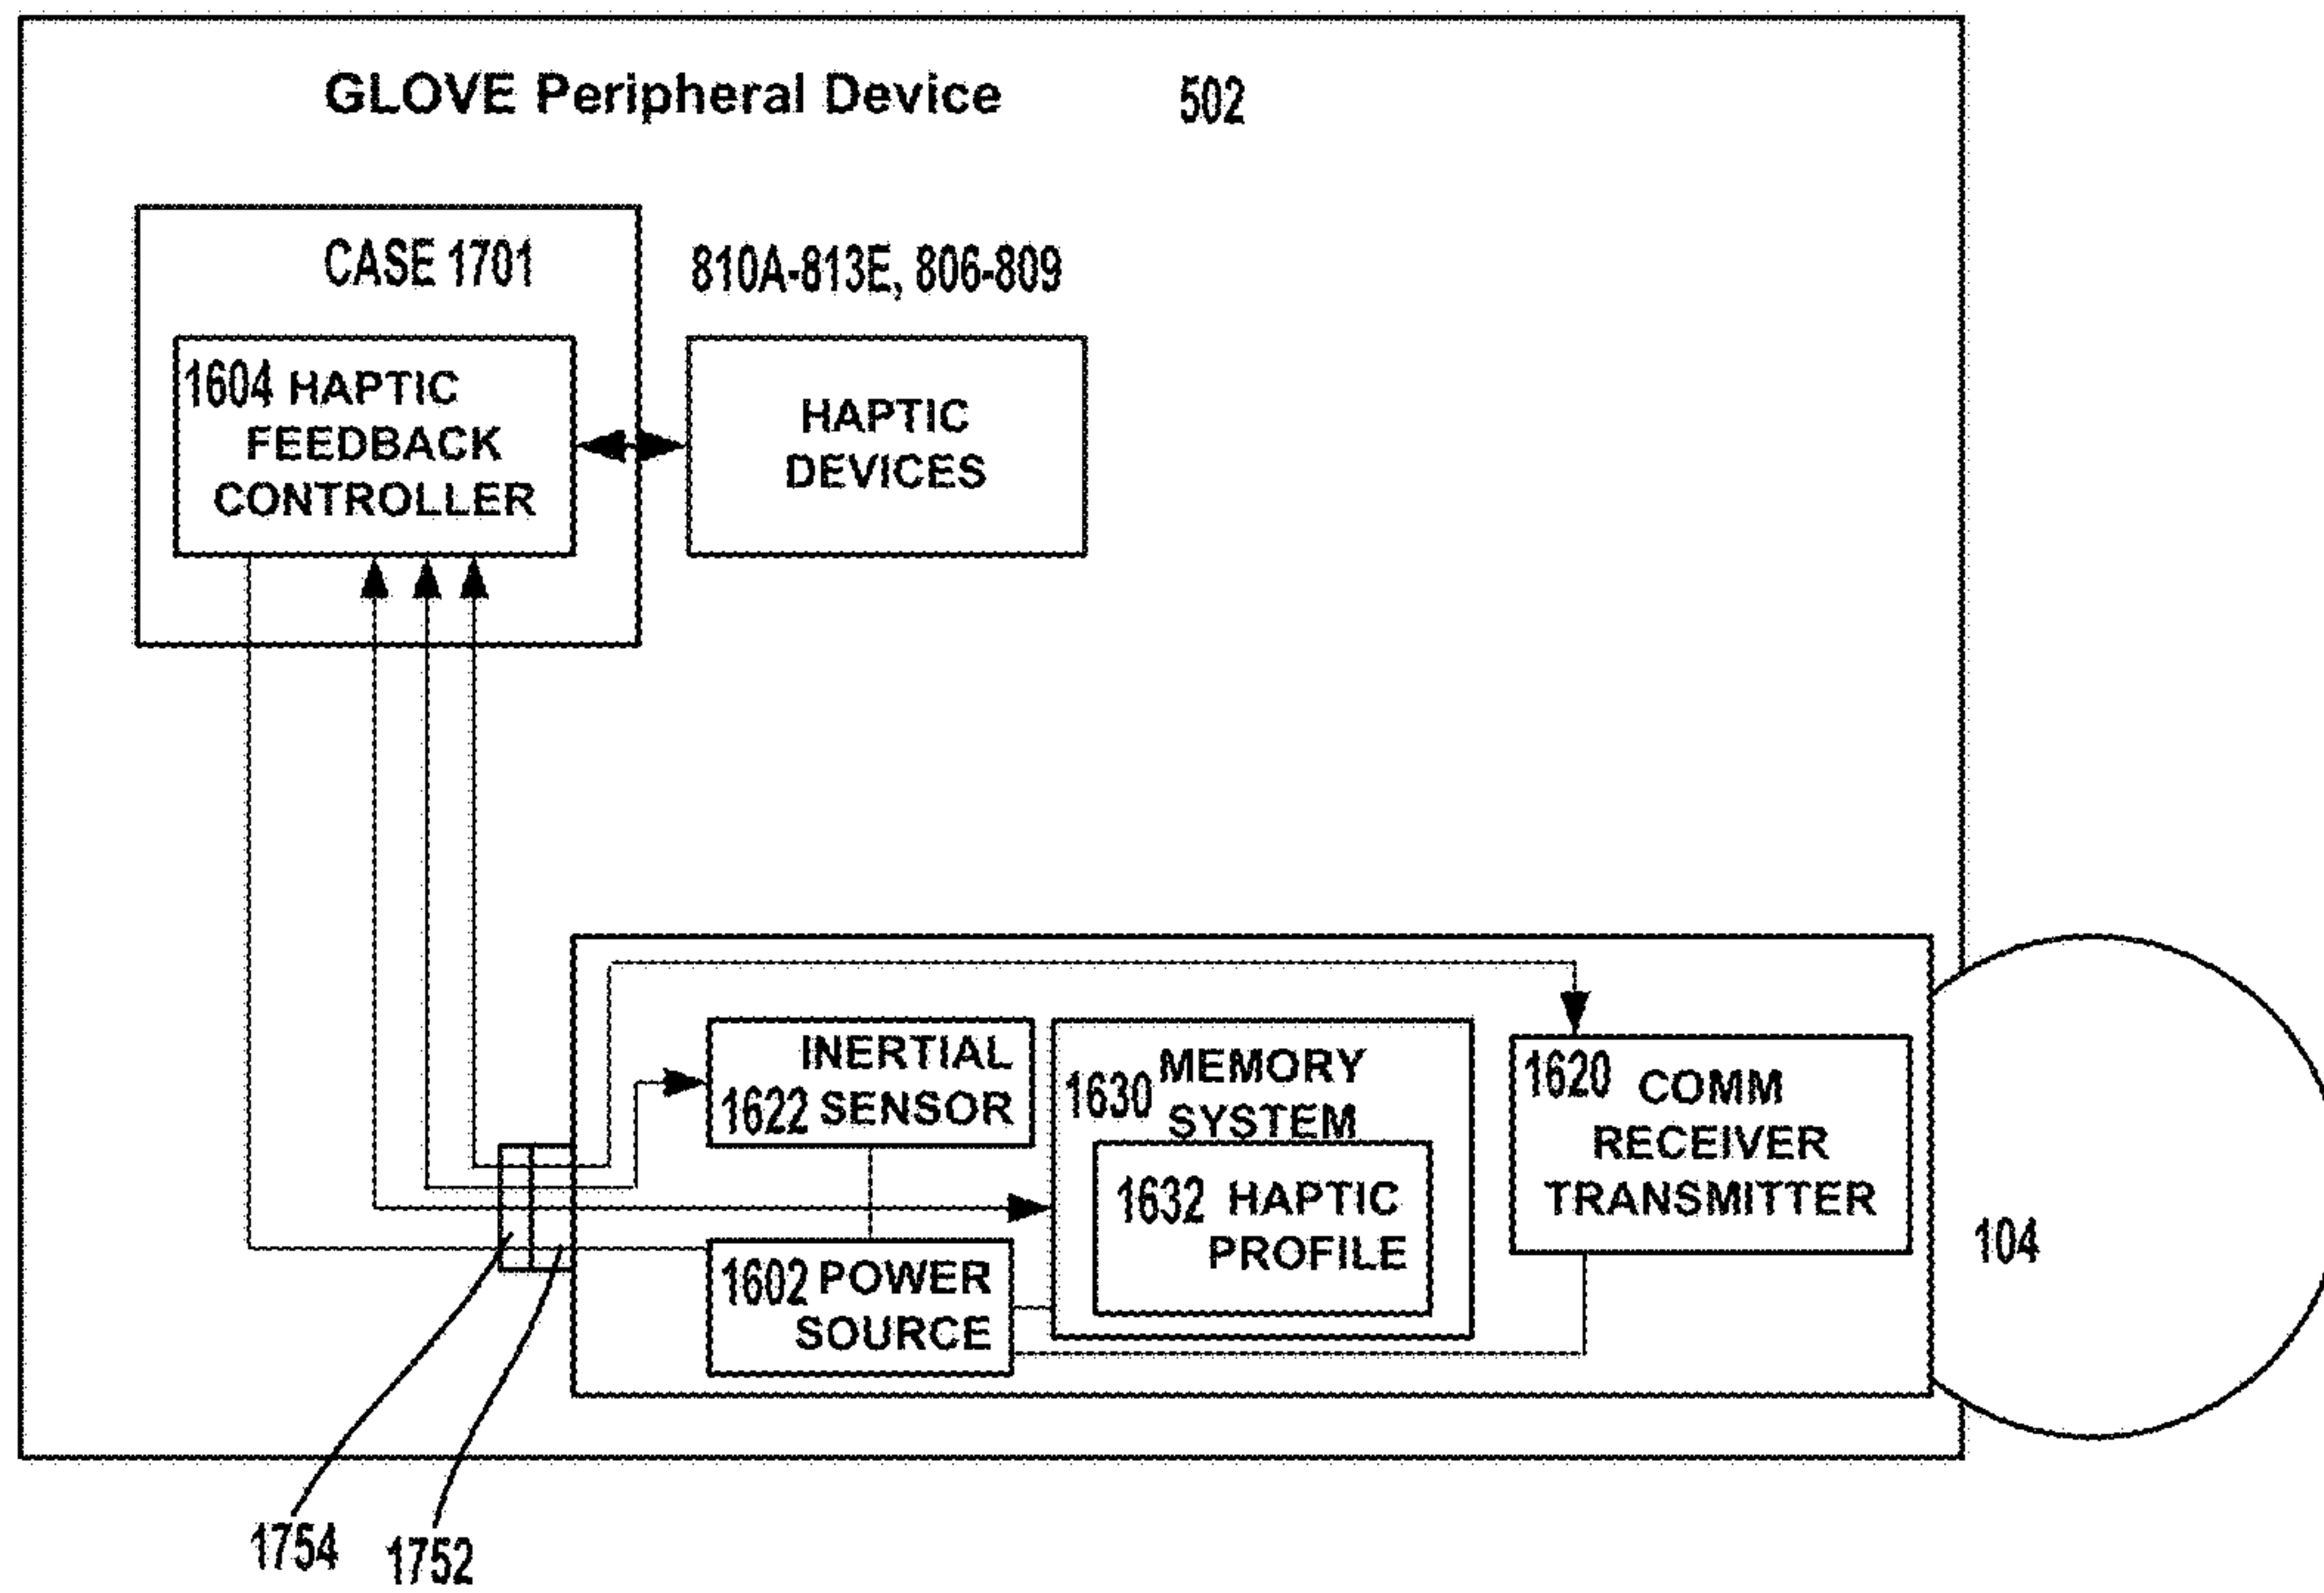 GLOVE Peripheral Device 502
CASE 1701
810A-813E, 806-809
1604 HAPTIC
FEEDBACK
CONTROLLER
HAPTIC
DEVICES
INERTIAL
1622 SENSOR
MEMORY
1630 SYSTEM
1632 HAPTIC
PROFILE
1620 COMM
RECEIVER
TRANSMITTER
1602 POWER
SOURCE
104
1754 1752